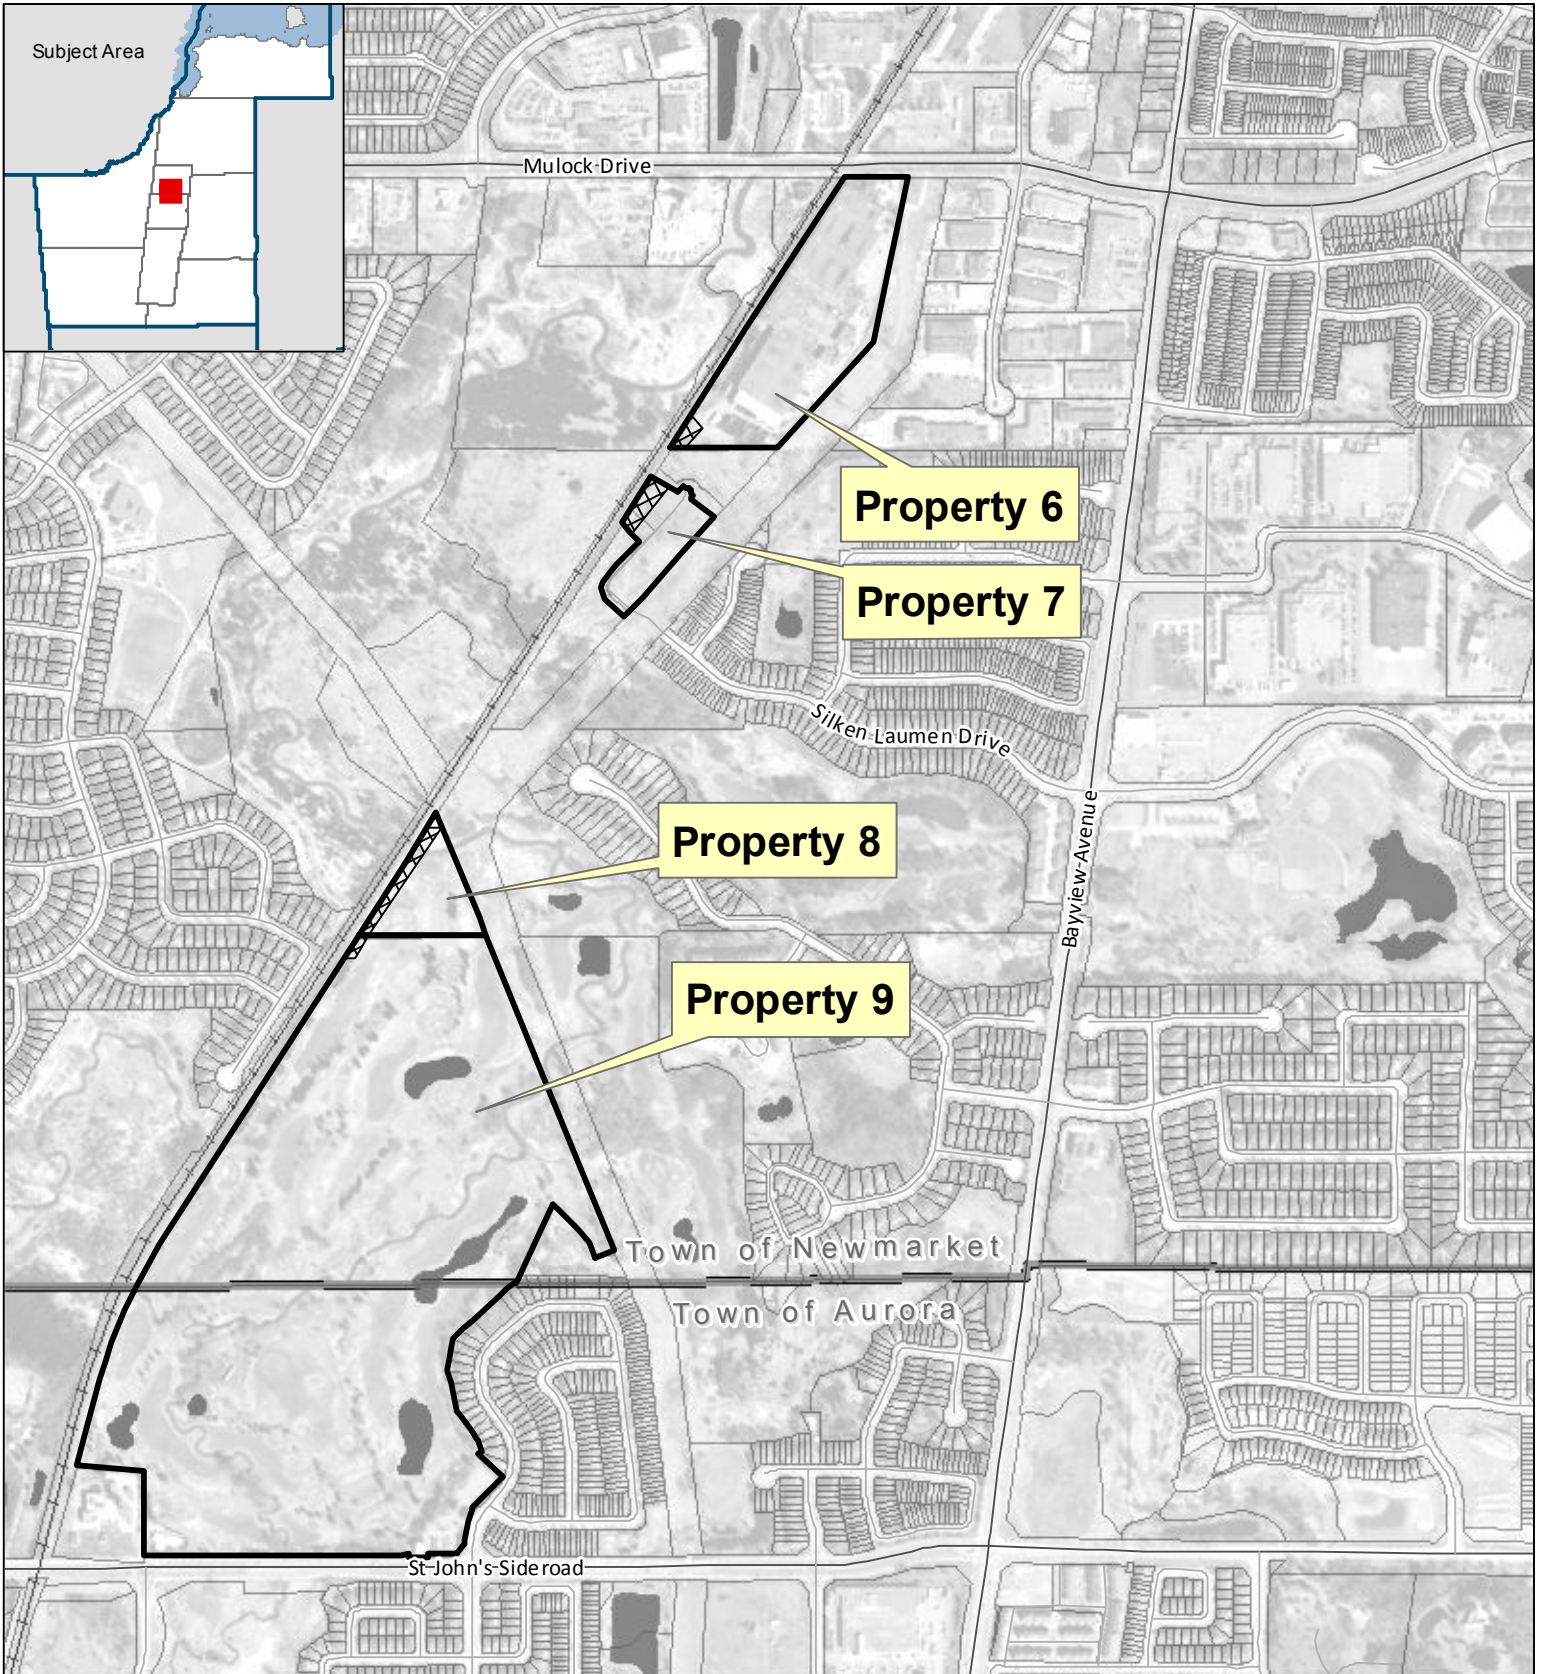 Subject Area
Mulock Drive
Property 6
Property 7
Silken Laumen Drive
Bayview Avenue
Property 8
Property 9
Town of Newmarket
Town of Aurora
St John's Sideroad